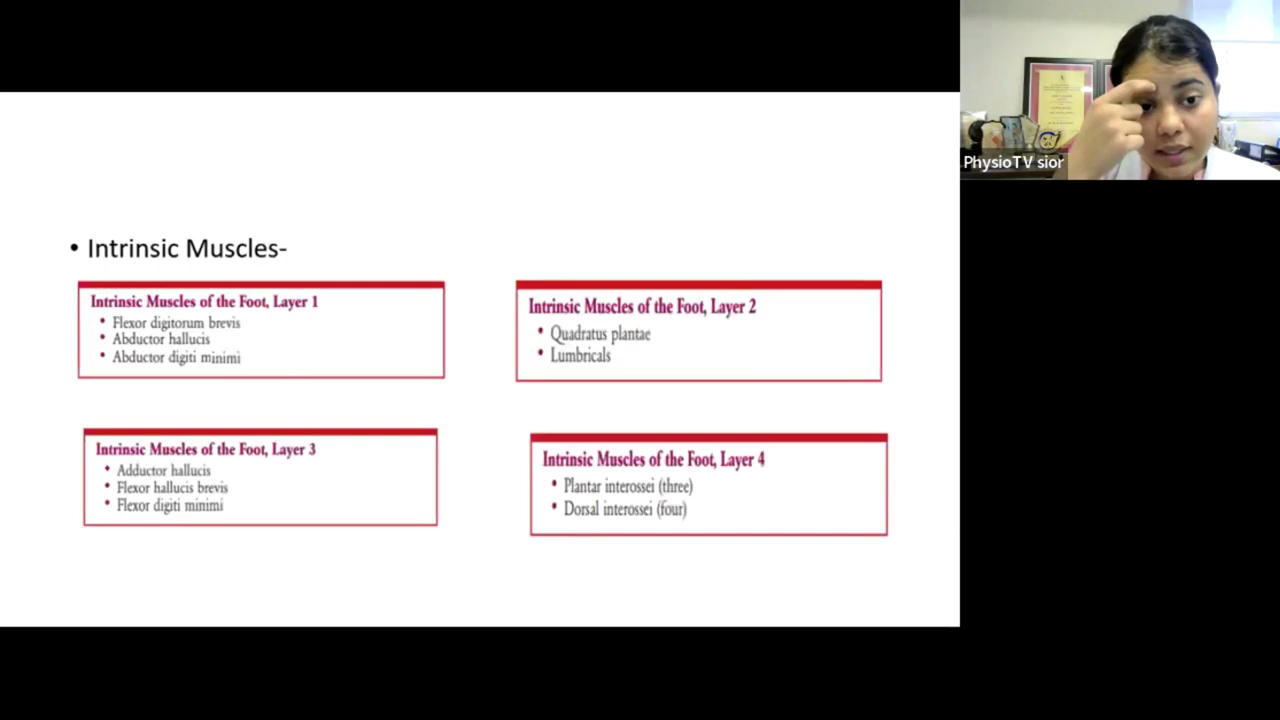 • Intrinsic Muscles-
Intrinsic Muscles of the Foot, Layer 1
• Flexor digitorum brevis
• Abductor hallucis
• Abductor digiti minimi
Intrinsic Muscles of the Foot, Layer 2
• Quadratus plantae
• Lumbricals
Intrinsic Muscles of the Foot, Layer 3
• Adductor hallucis
• Flexor hallucis brevis
• Flexor digiti minimi
Intrinsic Muscles of the Foot, Layer 4
• Plantar interossei (three)
• Dorsal interossei (four)
PhysioTV sior